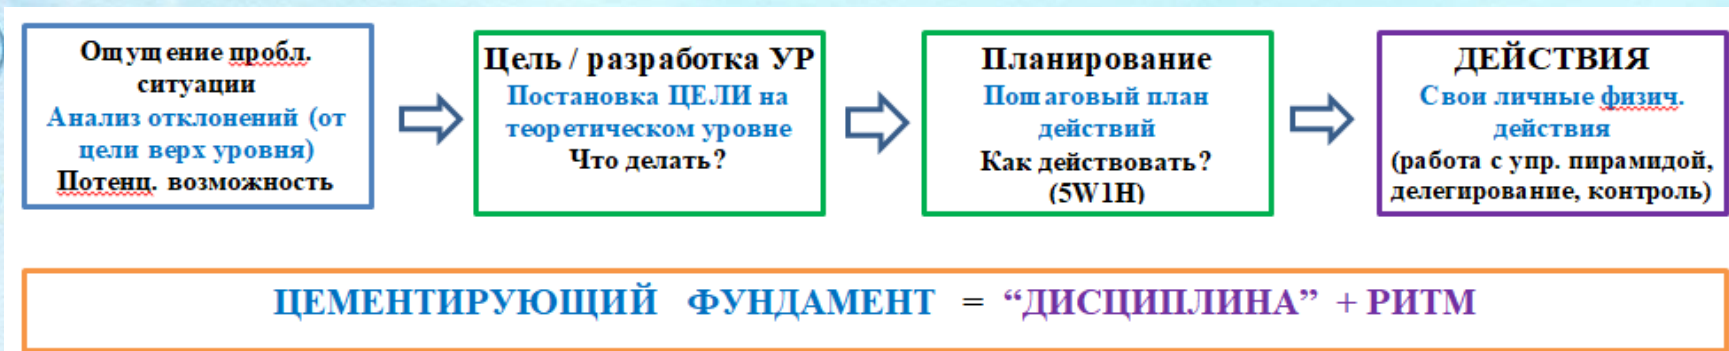 Ощущение пробл.
ситуации
Анализ отклонений (от
цели верх уровня)
Потенц. возможность
Цель / разработка УР
Постановка ЦЕЛИ на
теоретическом уровне
Что делать?
Планирование
Пошаговый план
действий
Как действовать?
(5W1H)
ДЕЙСТВИЯ
Свои личные физич.
действия
(работа с упр. пирамидой,
делегирование, контроль)
ЦЕМЕНТИРУЮЩИЙ ФУНДАМЕНТ = “ДИСЦИПЛИНА” + РИТМ